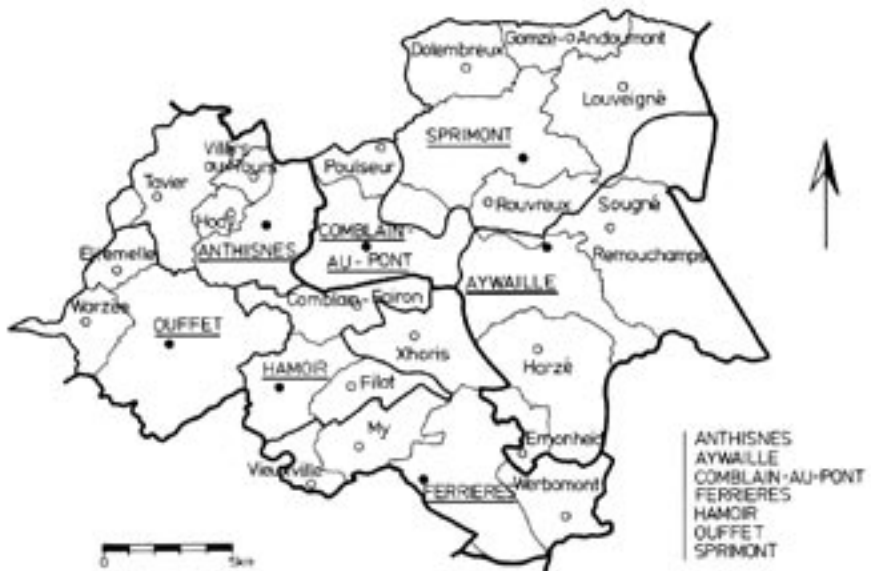 Gomzé-Andoumont
Dolembreux
Louveigné
SPRIMONT
Villers
aux Tours
Poulseur
Tavier
Rouvreux
Sougné
Hody
COMBLAIN-
ANTHISNES
AU-PONT
Remouchamps
Ellemelle
AYWAILLE
Comblain-Fairon
Warzée
OUFFET
Xhoris
Harzé
HAMOIR
Filot
My
Ernonheid
ANTHISNES
AYWAILLE
Vieuxville
COMBLAIN-AU-PONT
FERRIERES
Werbomont
FERRIERES
HAMOIR
OUFFET
SPRIMONT
0 5km